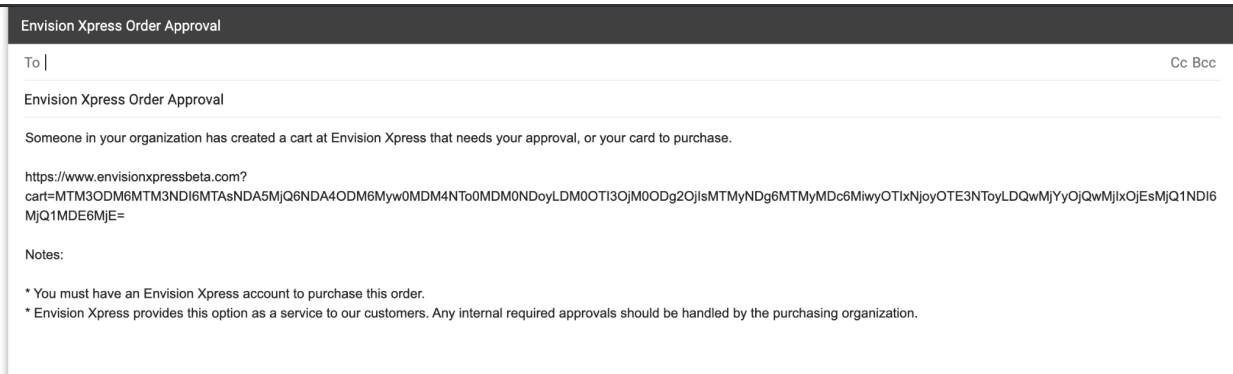 Envision Xpress Order Approval
To Cc Bcc
Envision Xpress Order Approval
Someone in your organization has created a cart at Envision Xpress that needs your approval, or your card to purchase.
https://www.envisionxpressbeta.com?
cart=MTM3ODM6MTM3NDI6MTAsNDA5MjQ6NDA4ODM6Myw0MDM4NTo0MDM0NDoyLDM0OTI3OjM0ODg2OjIsMTMyNDg6MTMyMDc6MiwyOTIxNjoyOTE3NToyLDQwMjYyOjQwMjIxOjEsMjQ1NDI6
MjQ1MDE6MjE=
Notes:
* You must have an Envision Xpress account to purchase this order.
* Envision Xpress provides this option as a service to our customers. Any internal required approvals should be handled by the purchasing organization.